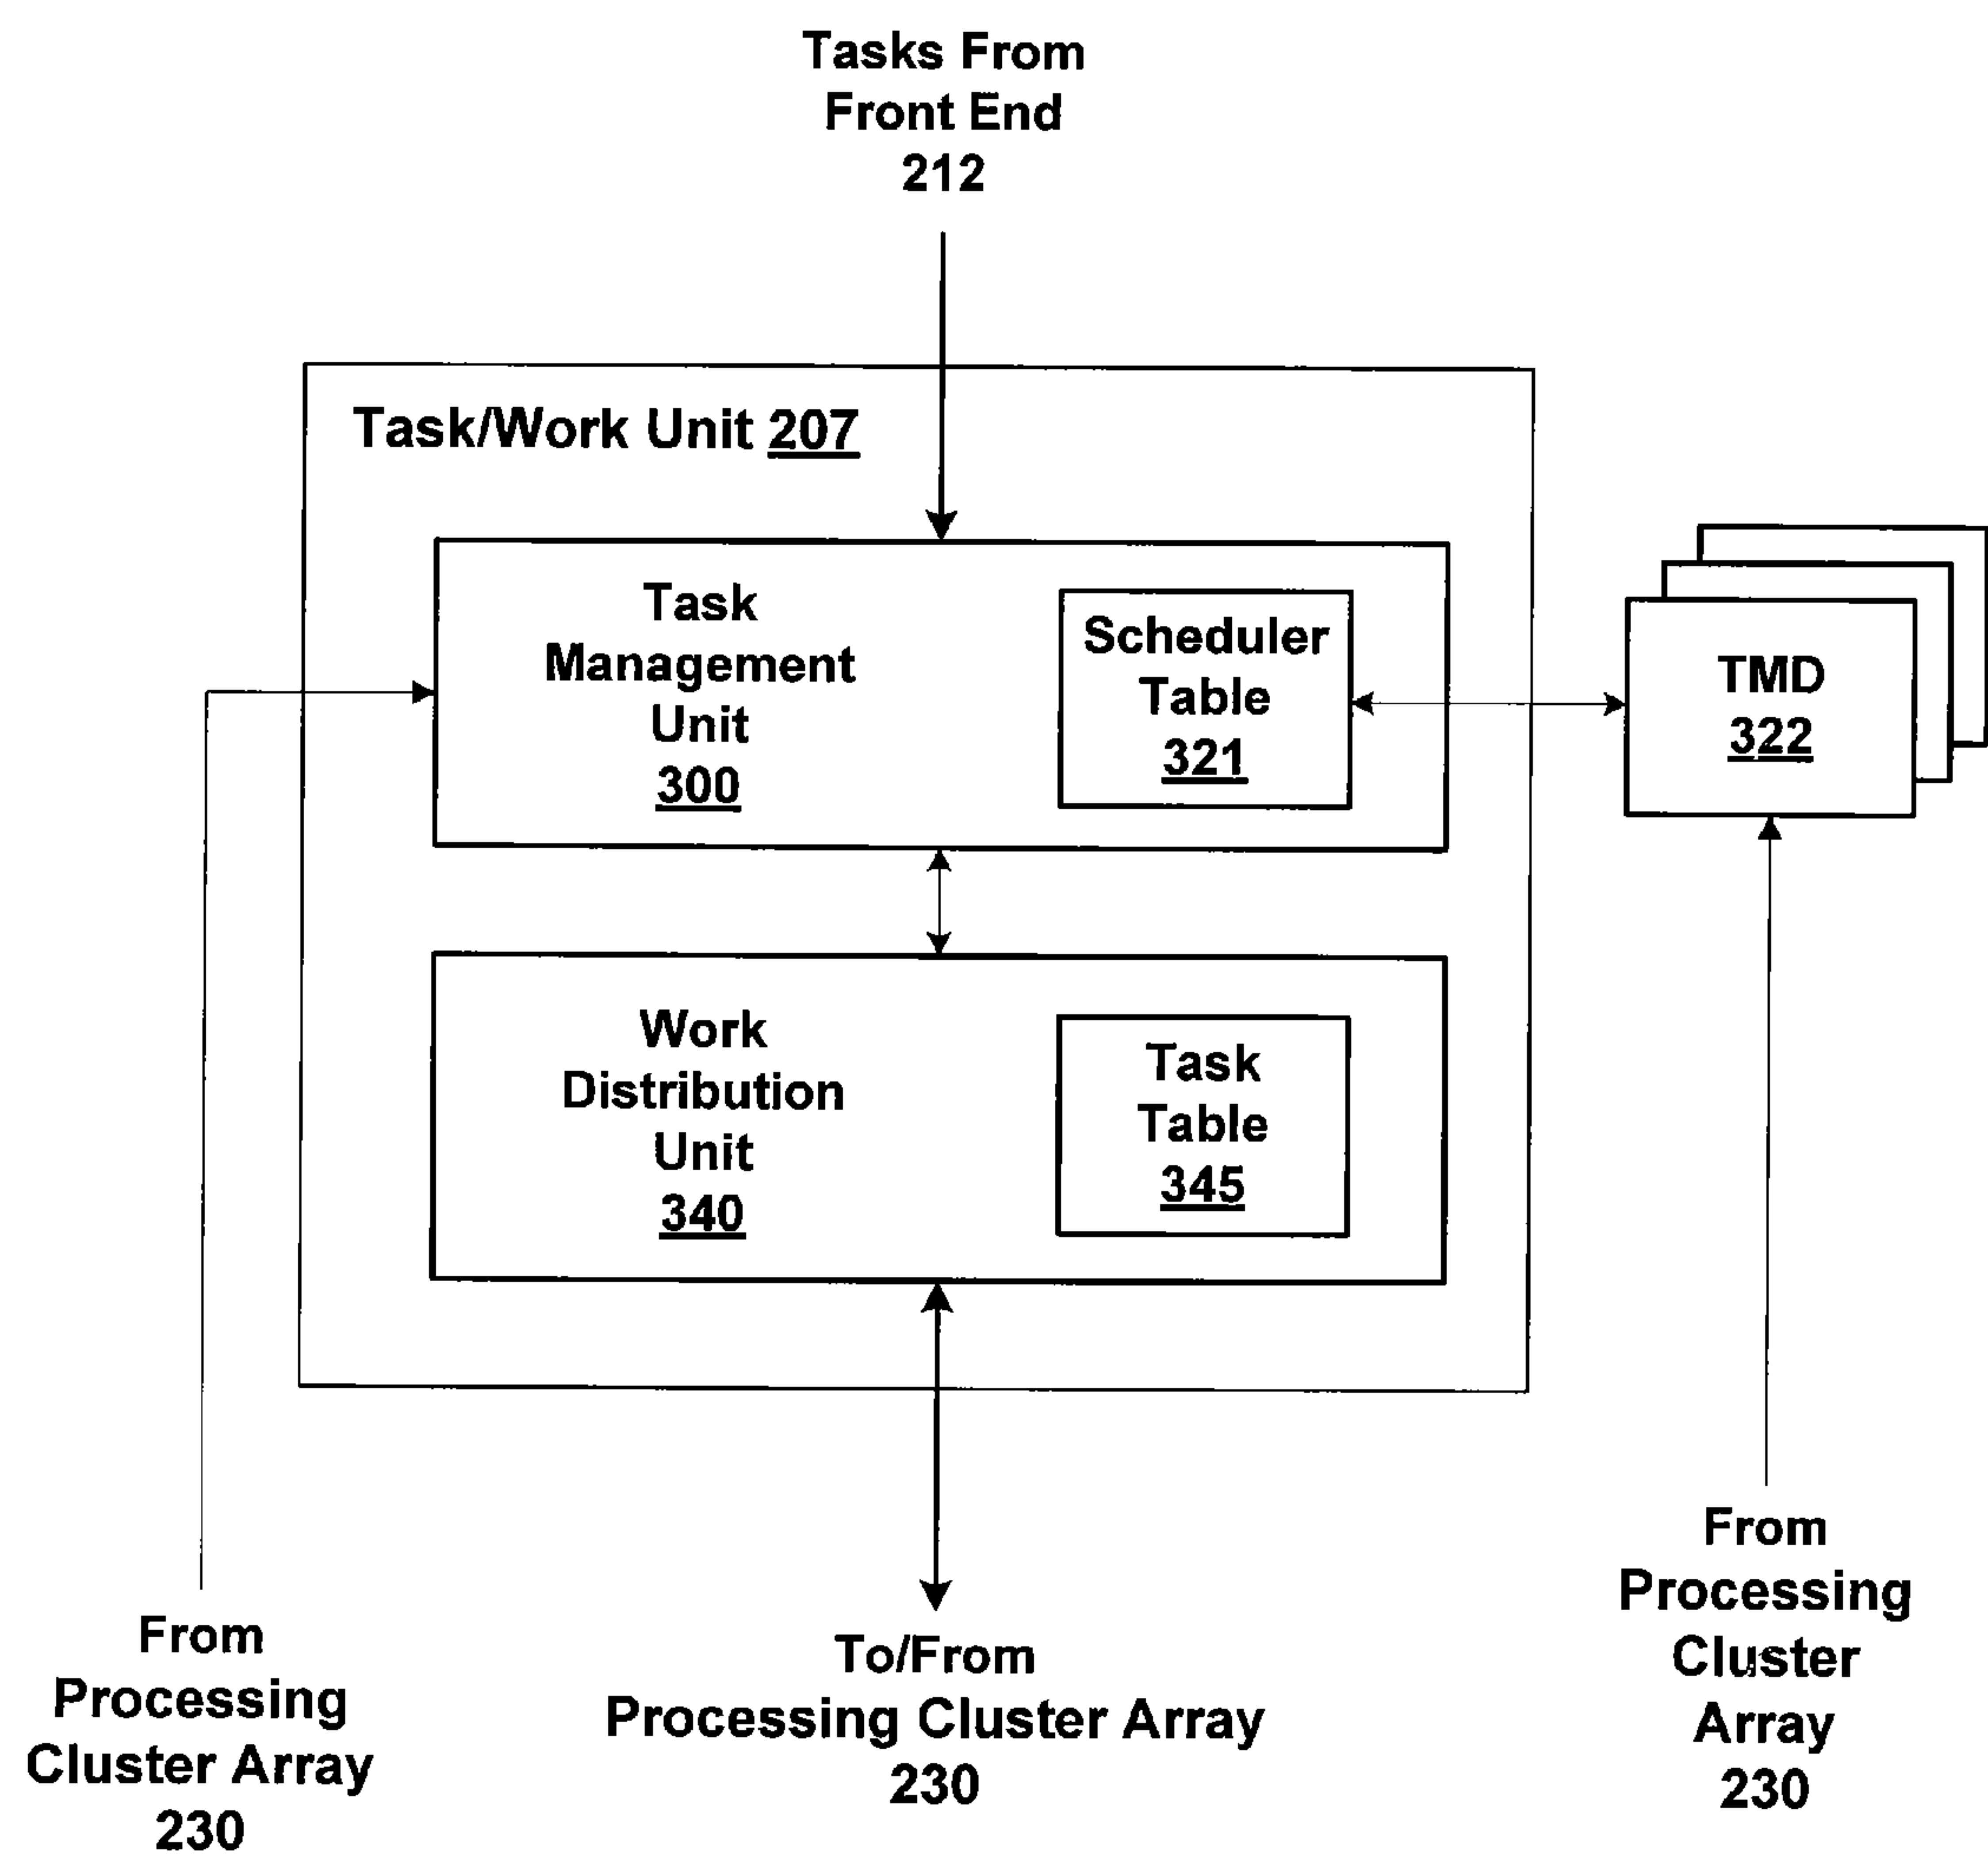 Tasks From
Front End
212
Task/Work Unit 207
Task
Management
Unit
300
Scheduler
Table
321
TMD
322
Work
Distribution
Unit
340
Task
Table
345
From
Processing
Cluster Array
230
To/From
Processing Cluster Array
230
From
Processing
Cluster
Array
230